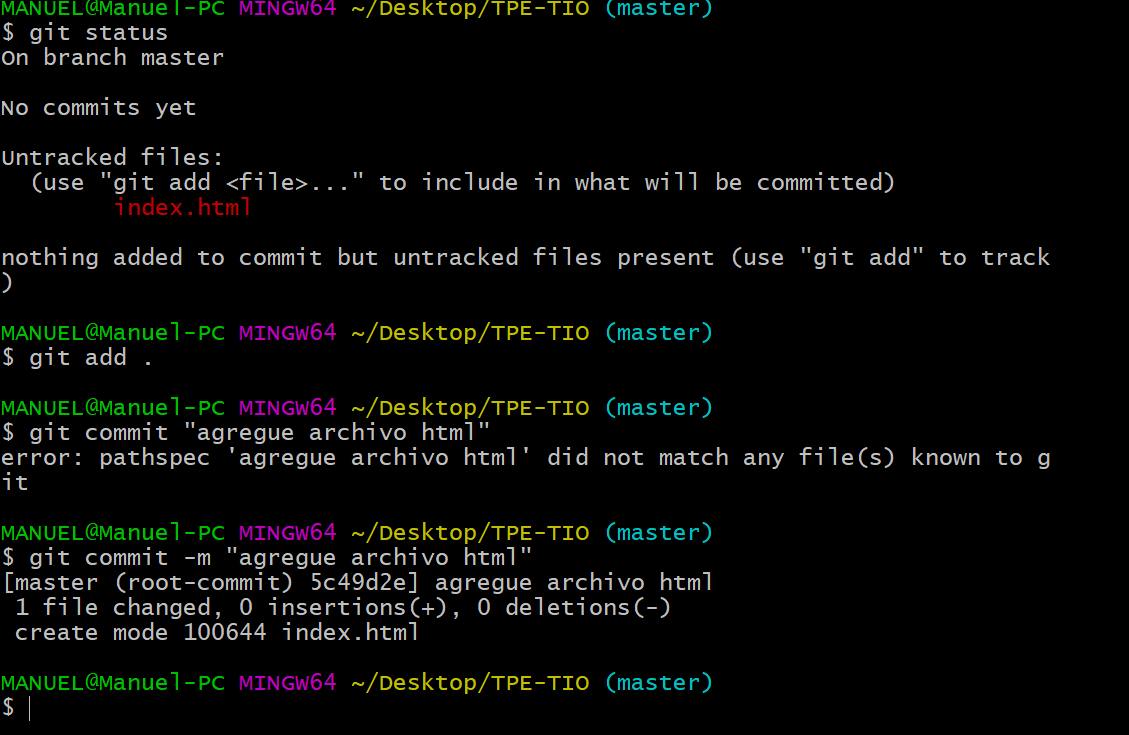 MANUEL@Manuel-PC MINGW64 ~/Desktop/TPE-TIO (master)
$ git status
On branch master
No commits yet
Untracked files:
  (use "git add <file>..." to include in what will be committed)
        index.html
nothing added to commit but untracked files present (use "git add" to track
)
MANUEL@Manuel-PC MINGW64 ~/Desktop/TPE-TIO (master)
$ git add .
MANUEL@Manuel-PC MINGW64 ~/Desktop/TPE-TIO (master)
$ git commit "agregue archivo html"
error: pathspec 'agregue archivo html' did not match any file(s) known to g
it
MANUEL@Manuel-PC MINGW64 ~/Desktop/TPE-TIO (master)
$ git commit -m "agregue archivo html"
[master (root-commit) 5c49d2e] agregue archivo html
 1 file changed, 0 insertions(+), 0 deletions(-)
 create mode 100644 index.html
MANUEL@Manuel-PC MINGW64 ~/Desktop/TPE-TIO (master)
$